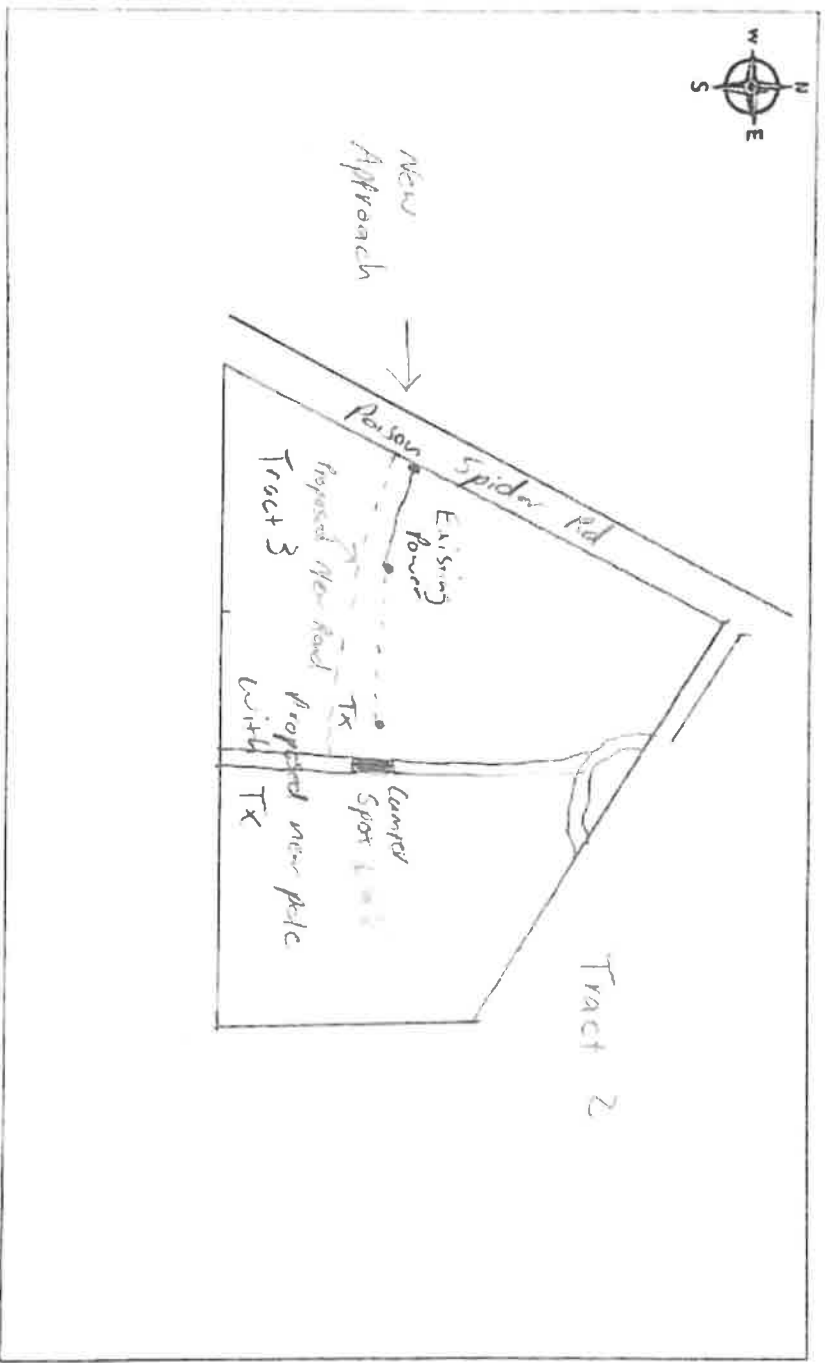 N
W
E
S
New
Approach
Poison Spider Rd
Existing
Power
Proposed New Road
Tract 3
Tx
Camper
Spot
Proposed new pole
with Tx
Tract 2